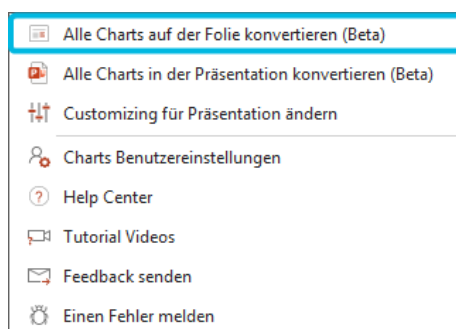 Alle Charts auf der Folie konvertieren (Beta)
Alle Charts in der Präsentation konvertieren (Beta)
Customizing für Präsentation ändern
Charts Benutzereinstellungen
Help Center
Tutorial Videos
Feedback senden
Einen Fehler melden